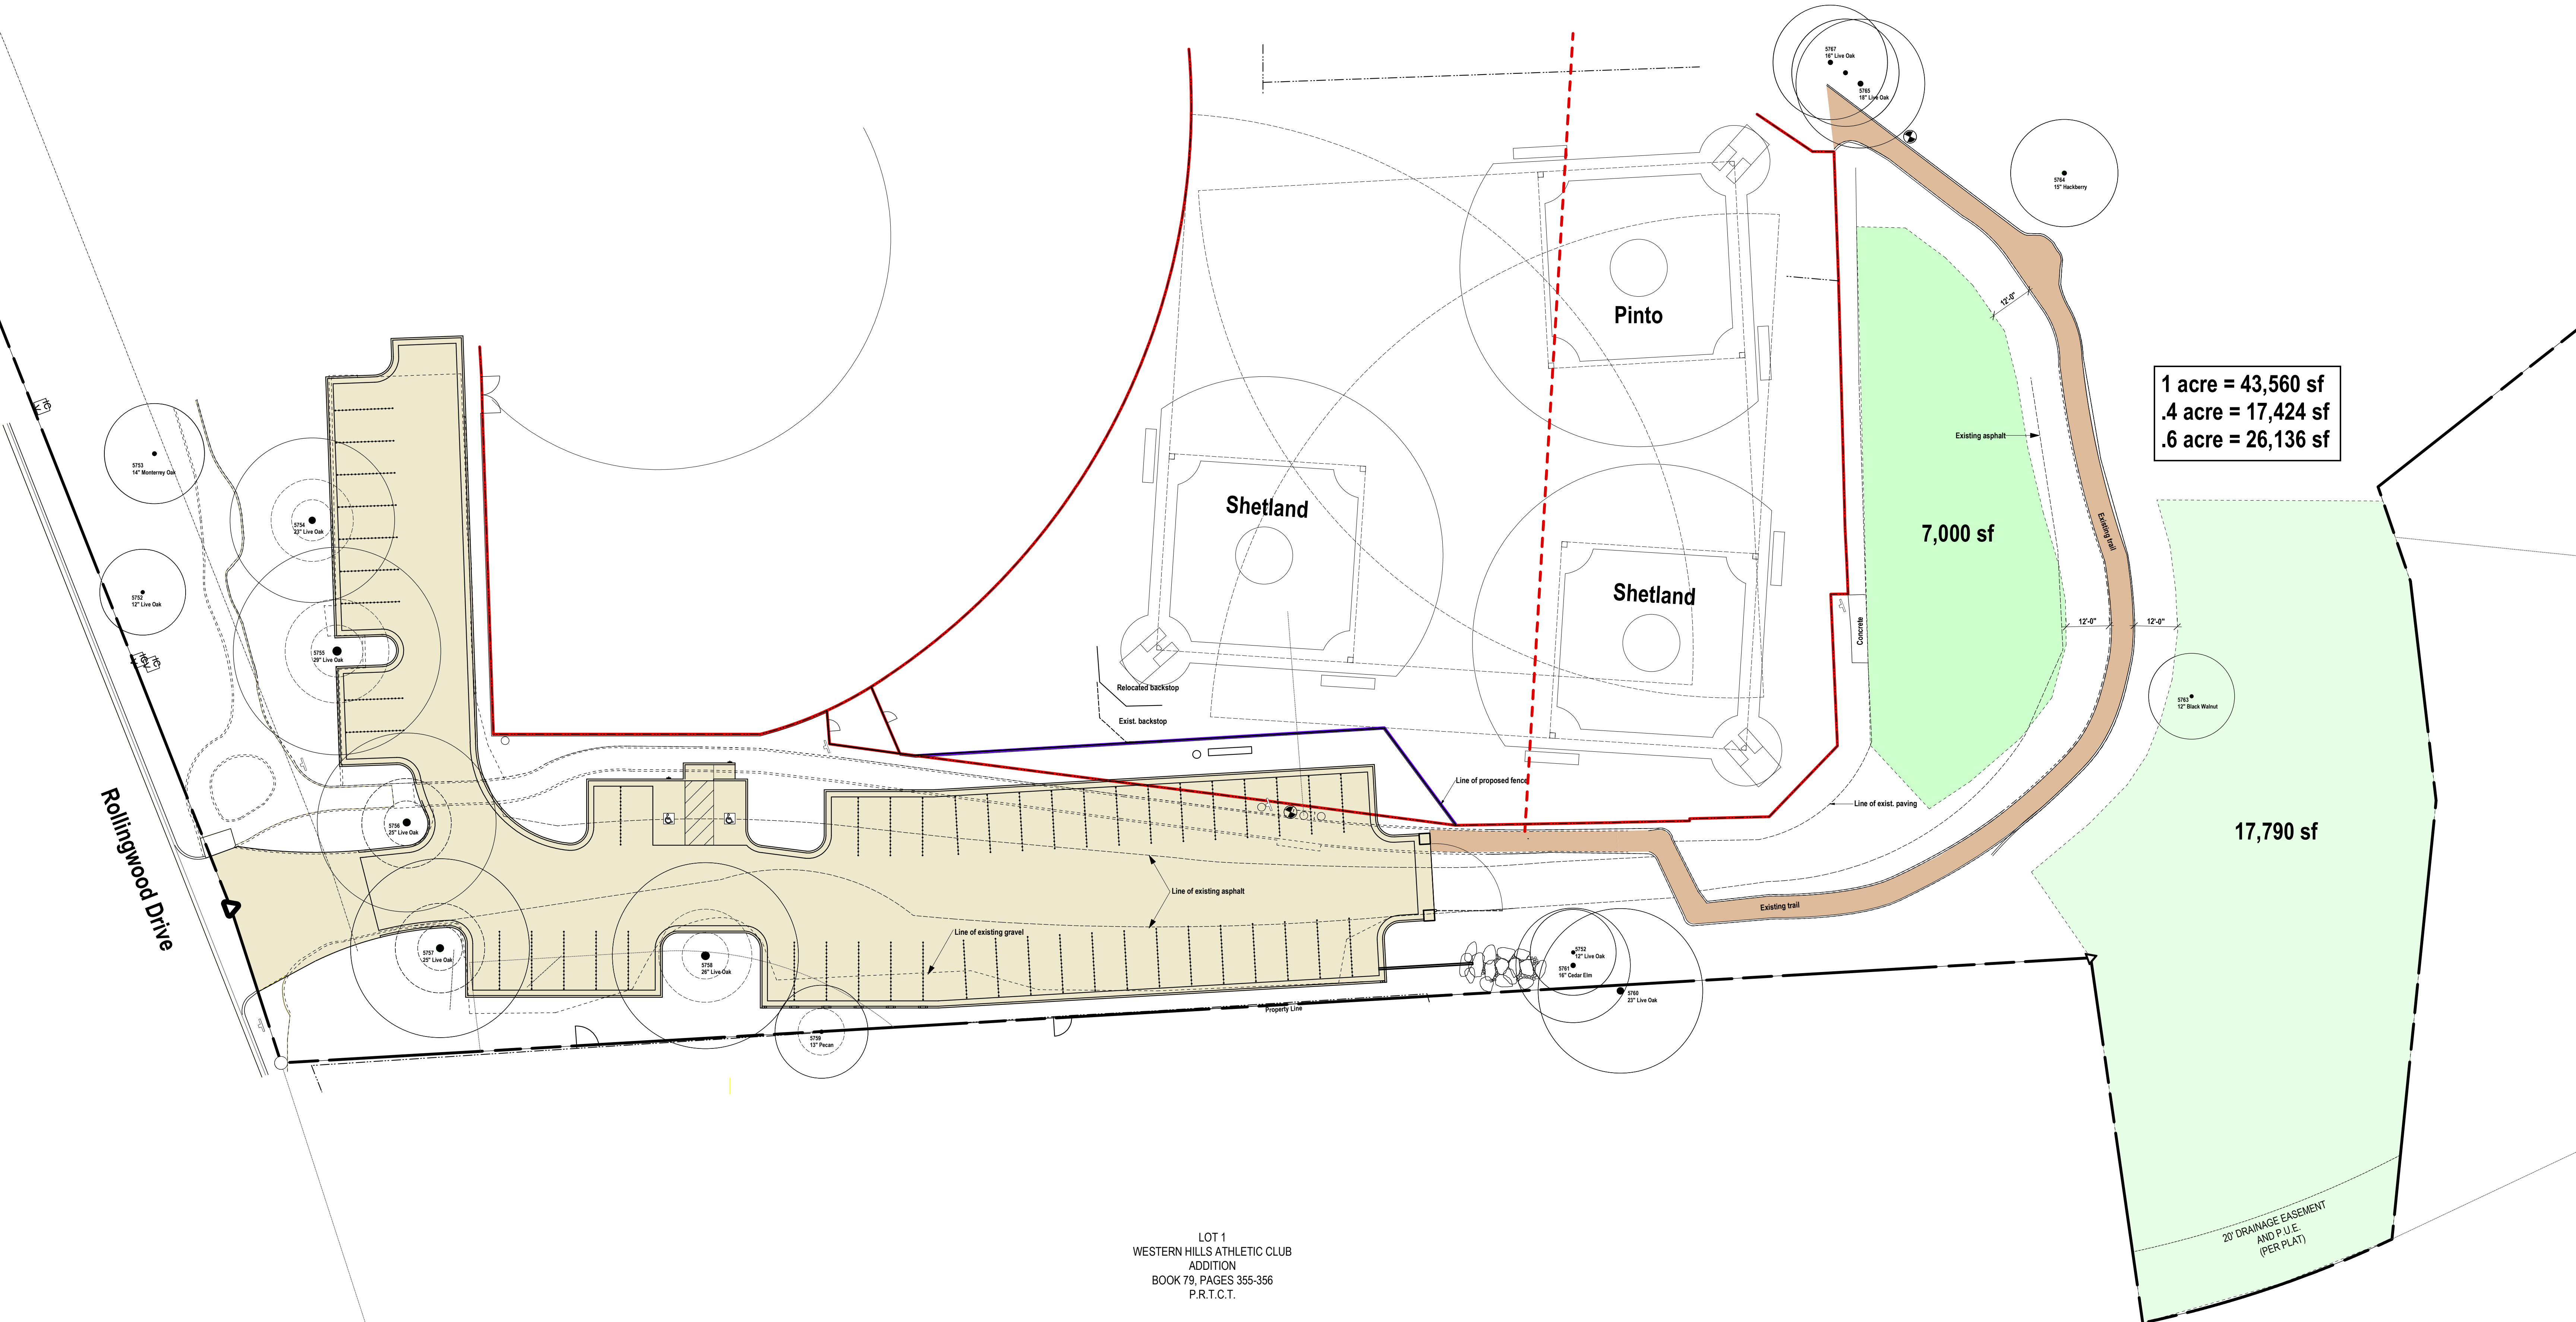 5767
16" Live Oak
5765
18" Live Oak
5764
15" Hackberry
12'-0"
Pinto
1 acre = 43,560 sf
.4 acre = 17,424 sf
.6 acre = 26,136 sf
Existing asphalt
5753
14" Monterrey Oak
5754
23" Live Oak
Shetland
7,000 sf
Existing trail
5752
12" Live Oak
Shetland
Concrete
12'-0"
12'-0"
5755
29" Live Oak
Relocated backstop
Exist. backstop
5763
12" Black Walnut
Line of proposed fence
Line of exist. paving
17,790 sf
Rollingwood Drive
5756
25" Live Oak
Line of existing asphalt
Existing trail
Line of existing gravel
5757
25" Live Oak
5758
26" Live Oak
5752
12" Live Oak
5761
16" Cedar Elm
5760
23" Live Oak
Property Line
5759
13" Pecan
20' DRAINAGE EASEMENT
AND P.U.E.
(PER PLAT)
LOT 1
WESTERN HILLS ATHLETIC CLUB
ADDITION
BOOK 79, PAGES 355-356
P.R.T.C.T.